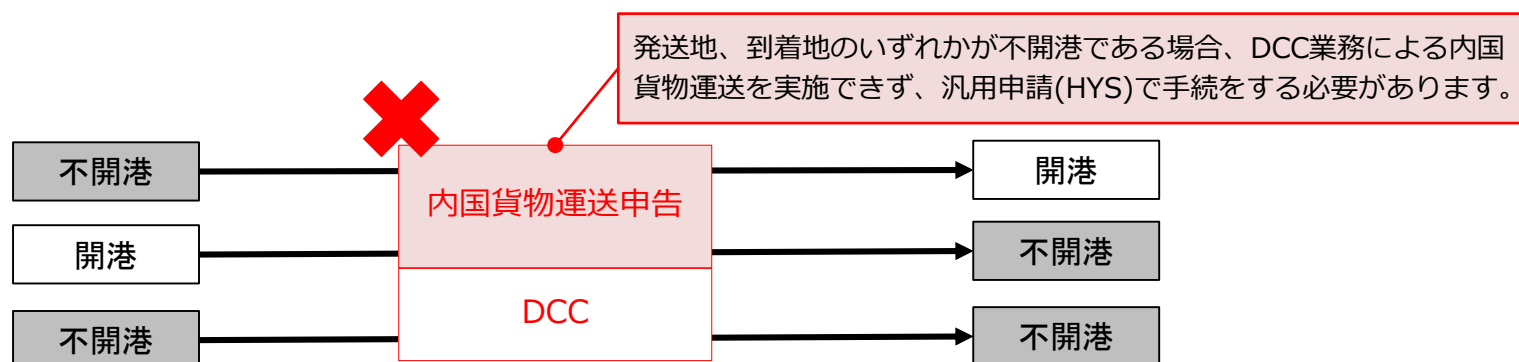 発送地、到着地のいずれかが不開港である場合、DCC業務による内国
貨物運送を実施できず、汎用申請(HYS)で手続をする必要があります。
不開港
開港
内国貨物運送申告
開港
不開港
DCC
不開港
不開港